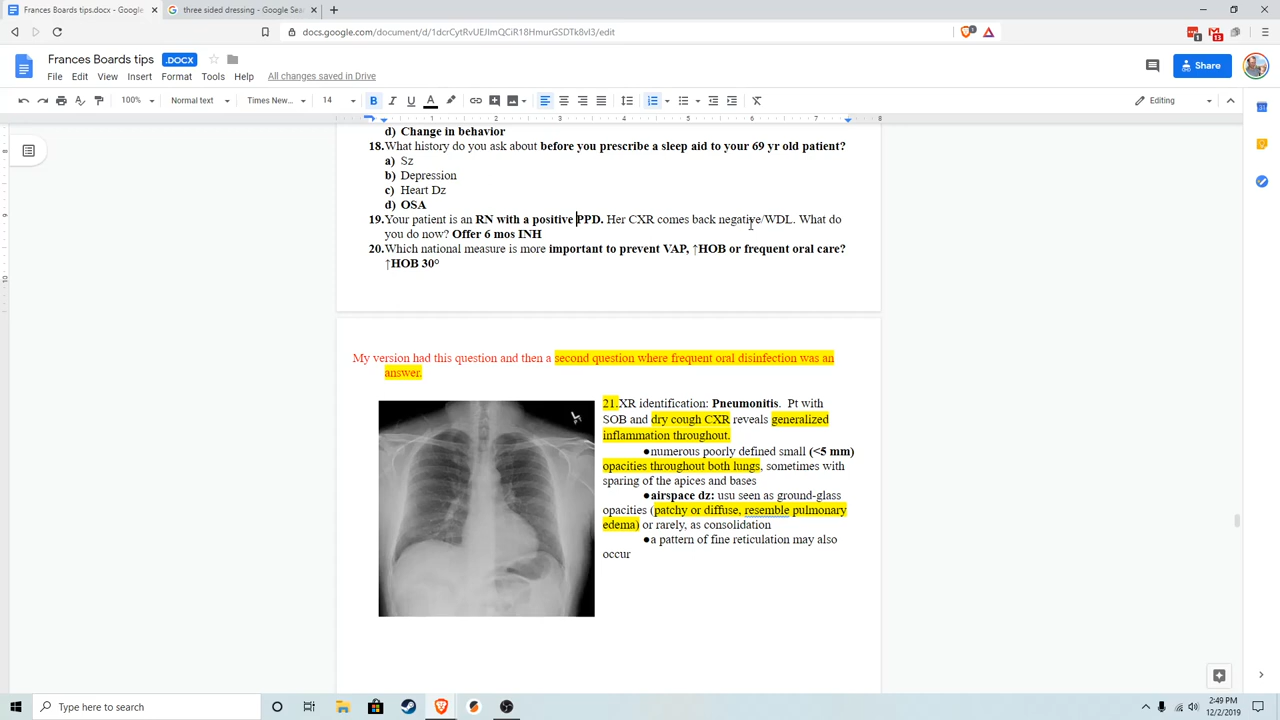 Frances Boards tips.docx - Google
three sided dressing - Google Sea
docs.google.com/document/d/1dcrCytRvUEJImQCiR18HmurGSDTk8vI3/edit
Frances Boards tips .DOCX
File Edit View Insert Format Tools Help All changes saved in Drive
Share
100% Normal text Times New... 14 Editing
1 2 3 4 5 6 7 8
d) Change in behavior
18.What history do you ask about before you prescribe a sleep aid to your 69 yr old patient?
a) Sz
b) Depression
c) Heart Dz
d) OSA
19.Your patient is an RN with a positive PPD. Her CXR comes back negative/WDL. What do
you do now? Offer 6 mos INH
20.Which national measure is more important to prevent VAP, ↑HOB or frequent oral care?
↑HOB 30°
My version had this question and then a second question where frequent oral disinfection was an
answer.
21.XR identification: Pneumonitis. Pt with
SOB and dry cough CXR reveals generalized
inflammation throughout.
●numerous poorly defined small (<5 mm)
opacities throughout both lungs, sometimes with
sparing of the apices and bases
●airspace dz: usu seen as ground-glass
opacities (patchy or diffuse, resemble pulmonary
edema) or rarely, as consolidation
●a pattern of fine reticulation may also
occur
Type here to search
2:49 PM
12/2/2019